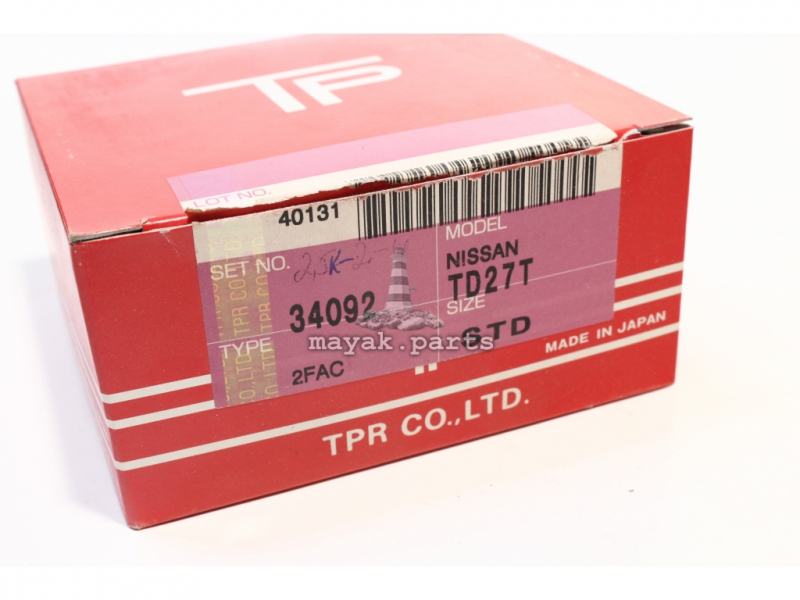 TP
LOT NO.
40131
SET NO.
34092
TYPE
2FAC
MODEL
NISSAN
TD27T
SIZE
STD
mayak.parts
MADE IN JAPAN
TPR CO.,LTD.